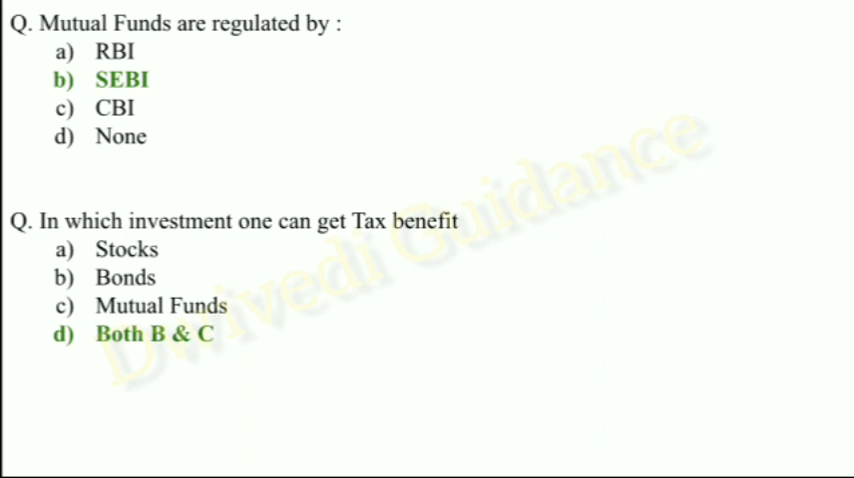 Q. Mutual Funds are regulated by :
a) RBI
b) SEBI
c) CBI
d) None
Q. In which investment one can get Tax benefit
a) Stocks
b) Bonds
c) Mutual Funds
d) Both B & C
Dwivedi Guidance